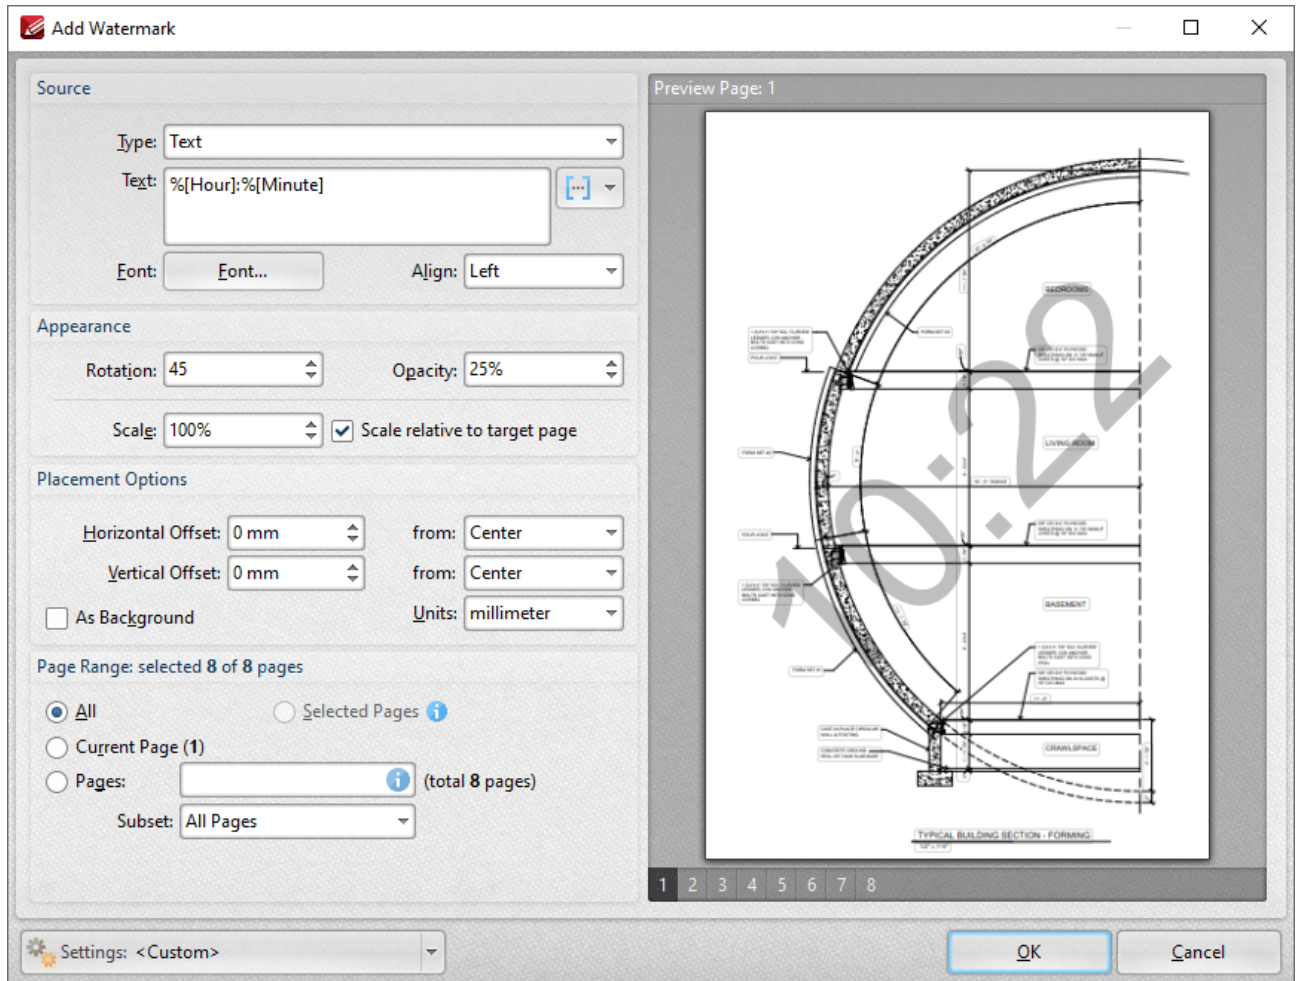 Add Watermark
Source
Type: Text
Text: %[Hour]:%[Minute]
Font: Font... Align: Left
Appearance
Rotation: 45 Opacity: 25%
Scale: 100% Scale relative to target page
Placement Options
Horizontal Offset: 0 mm from: Center
Vertical Offset: 0 mm from: Center
As Background Units: millimeter
Page Range: selected 8 of 8 pages
All Selected Pages
Current Page (1)
Pages: (total 8 pages)
Subset: All Pages
Preview Page: 1
BEDROOMS
LIVING ROOM
BASEMENT
CRAWLSPACE
10:22
TYPICAL BUILDING SECTION - FORMING
1 2 3 4 5 6 7 8
Settings: <Custom>
OK Cancel